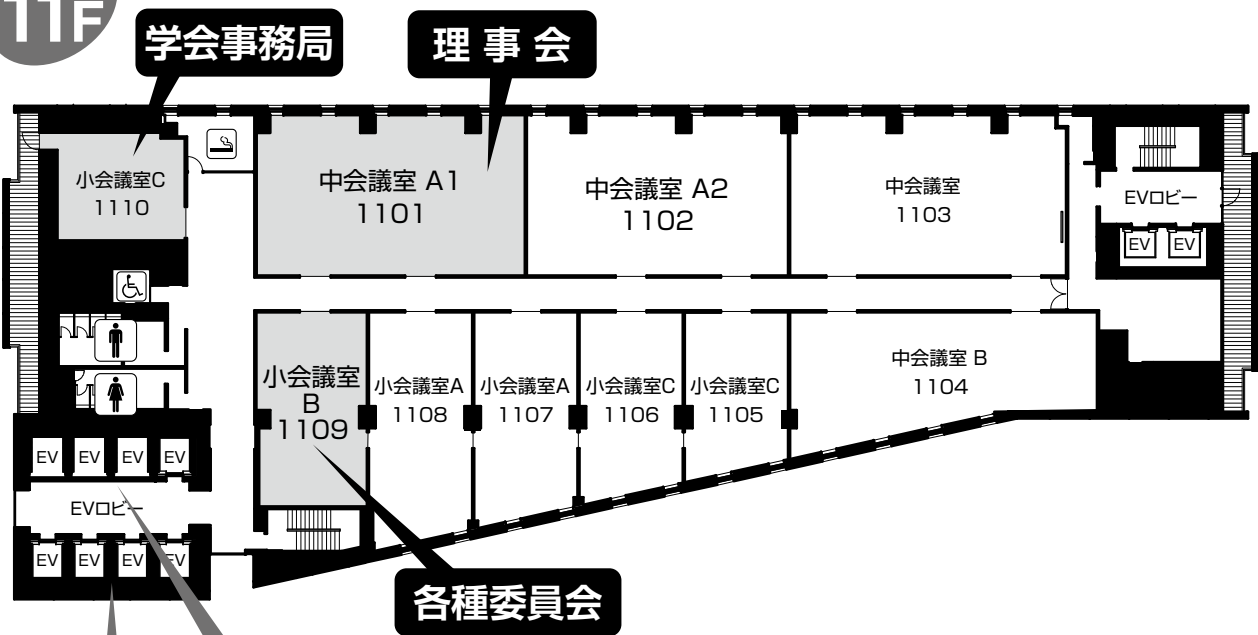 11F
学会事務局
理事会
小会議室C
1110
中会議室 A1
1101
中会議室 A2
1102
中会議室
1103
EVロビー
EV EV
小会議室
B
1109
小会議室A
1108
小会議室A
1107
小会議室C
1106
小会議室C
1105
中会議室 B
1104
EV EV EV EV
EVロビー
EV EV EV EV
各種委員会